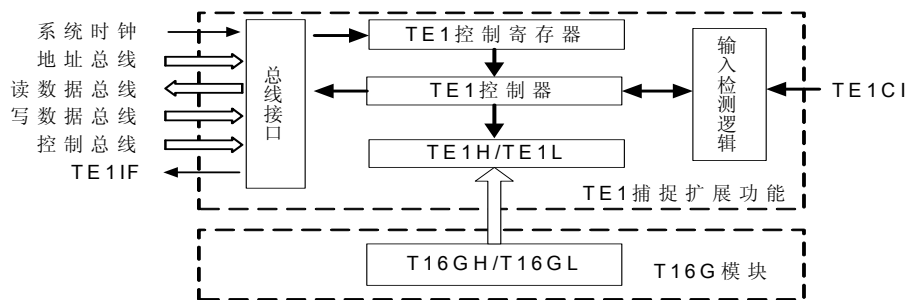 系统时钟
地址总线
读数据总线
写数据总线
控制总线
TE1IF
总线接口
TE1控制寄存器
TE1控制器
TE1H/TE1L
输入检测逻辑
TE1CI
TE1捕捉扩展功能
T16GH/T16GL
T16G模块